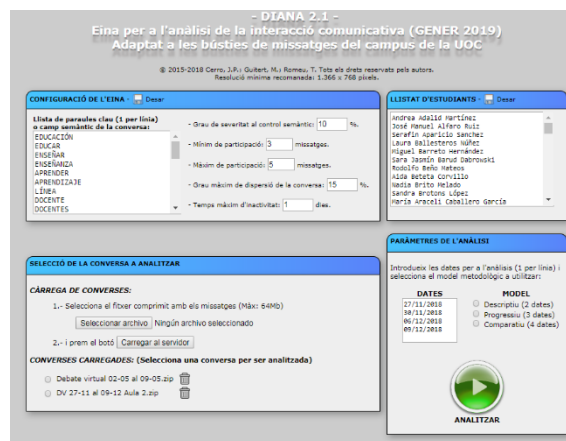 - DIANA 2.1 -
Eina per a l'anàlisi de la interacció comunicativa (GENER 2019)
Adaptat a les bústies de missatges del campus de la UOC
© 2015-2018 Cerro, J.P.; Guitert, M.; Romeu, T. Tots els drets reservats pels autors.
Resolució mínima recomanada: 1.366 x 768 píxels.
CONFIGURACIÓ DE L'EINA - Desar
Llista de paraules clau (1 per línia)
o camp semàntic de la conversa:
EDUCACIÓN
EDUCAR
ENSEÑAR
ENSEÑANZA
APRENDER
APRENDIZAJE
LÍNEA
DOCENTE
DOCENTES
- Grau de severitat al control semàntic: 10 %.
- Mínim de participació: 3 missatges.
- Màxim de participació: 5 missatges.
- Grau màxim de dispersió de la conversa: 15 %.
- Temps màxim d'inactivitat: 1 dies.
LLISTAT D'ESTUDIANTS - Desar
Andrea Adalid Martínez
José Manuel Alfaro Ruiz
Serafín Aparicio Sanchez
Laura Ballesteros Núñez
Miguel Barreto Hernández
Sara Jasmín Barud Dabrowski
Rodolfo Beño Mateos
Aida Beteta Corvillo
Nadia Brito Melado
Sandra Brotons López
María Araceli Caballero García
SELECCIÓ DE LA CONVERSA A ANALITZAR
CÀRREGA DE CONVERSES:
1.- Selecciona el fitxer comprimit amb els missatges (Màx: 64Mb)
Seleccionar archivo Ningún archivo seleccionado
2.- i prem el botó Carregar al servidor
CONVERSES CARREGADES: (Selecciona una conversa per ser analitzada)
Debate virtual 02-05 al 09-05.zip
DV 27-11 al 09-12 Aula 2.zip
PARÀMETRES DE L'ANÀLISI
Introdueix les dates per a l'anàlisis (1 per línia) i
selecciona el model metodològic a utilitzar:
DATES
27/11/2018
30/11/2018
06/12/2018
09/12/2018
MODEL
Descriptiu (2 dates)
Progressiu (3 dates)
Comparatiu (4 dates)
ANALITZAR